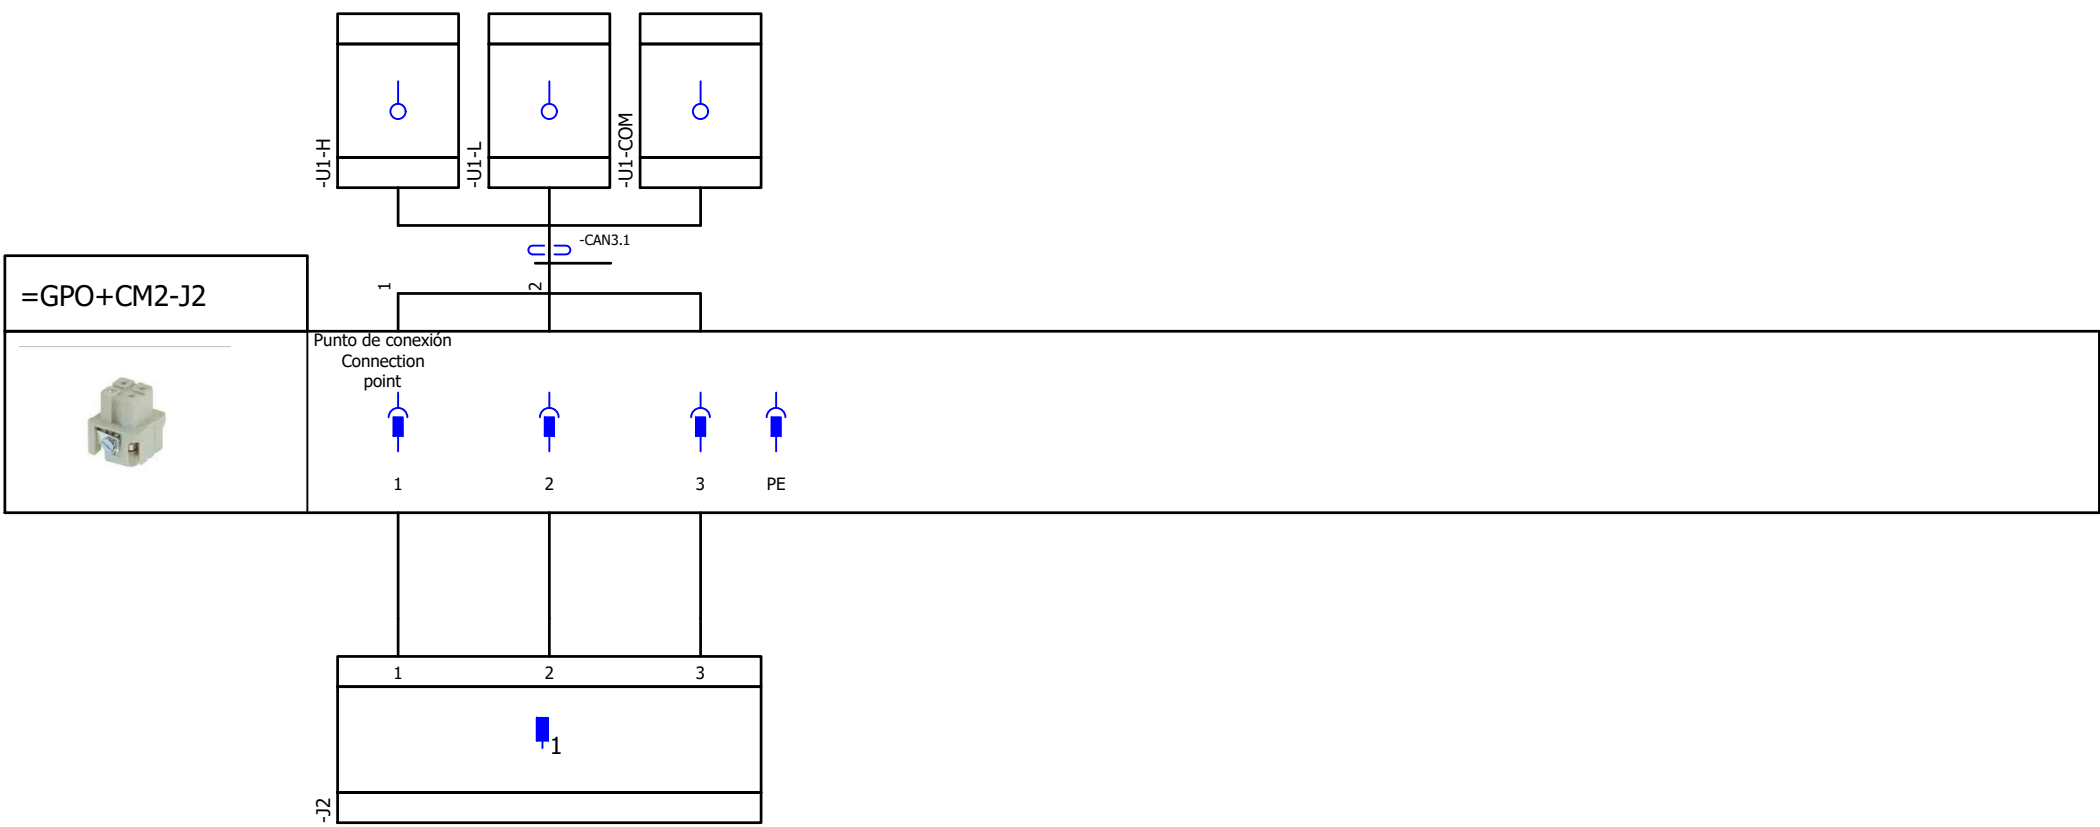 -U1-H
-U1-L
-U1-COM
-CAN3.1
1
2
=GPO+CM2-J2
Punto de conexión
Connection
point
1
2
3
PE
1
2
3
1
-J2